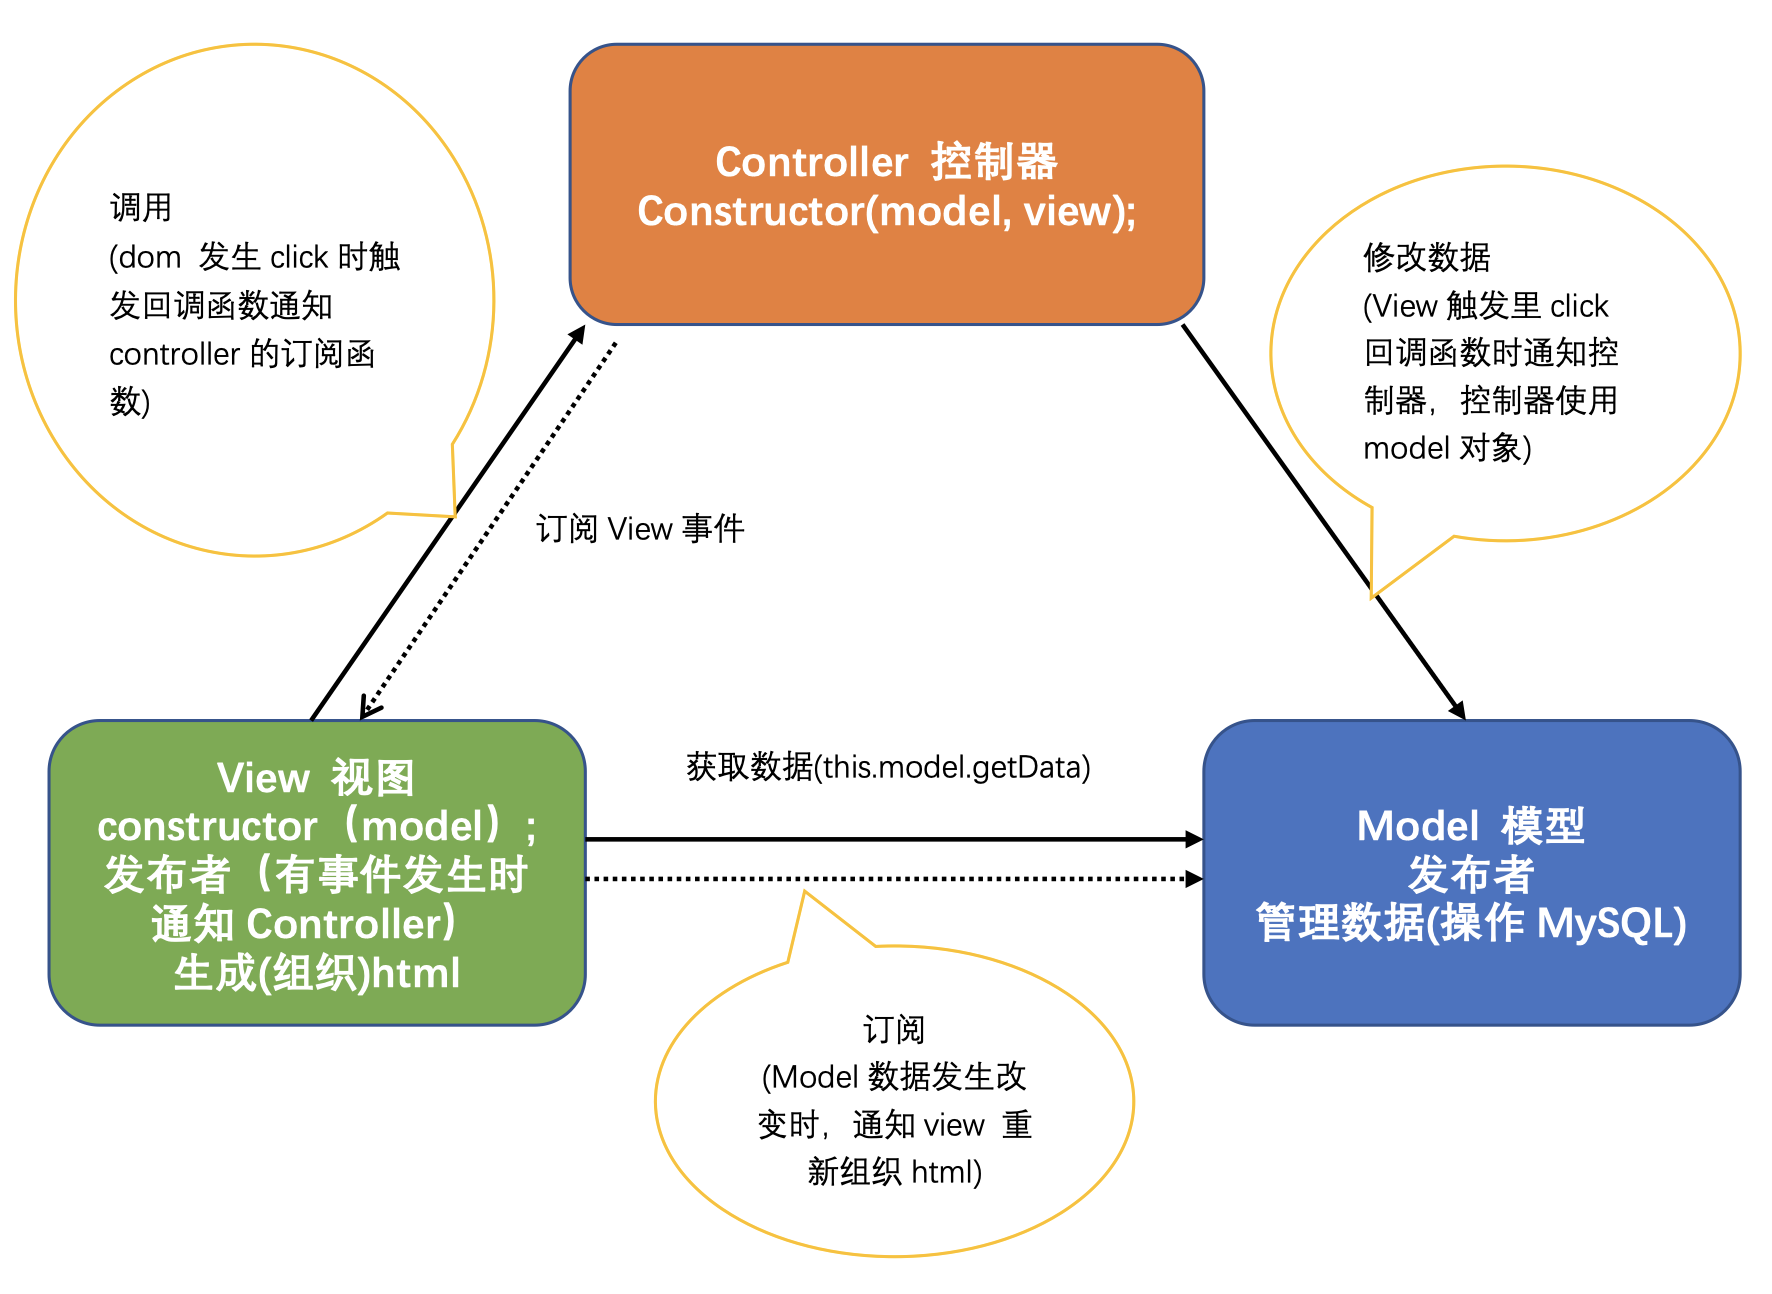 Controller 控制器
Constructor(model, view);
调用
(dom 发生 click 时触
发回调函数通知
controller 的订阅函
数)
修改数据
(View 触发里 click
回调函数时通知控
制器，控制器使用
model 对象)
订阅 View 事件
View 视图
constructor（model）;
发布者（有事件发生时
通知 Controller）
生成(组织)html
获取数据(this.model.getData)
Model 模型
发布者
管理数据(操作 MySQL)
订阅
(Model 数据发生改
变时，通知 view 重
新组织 html)